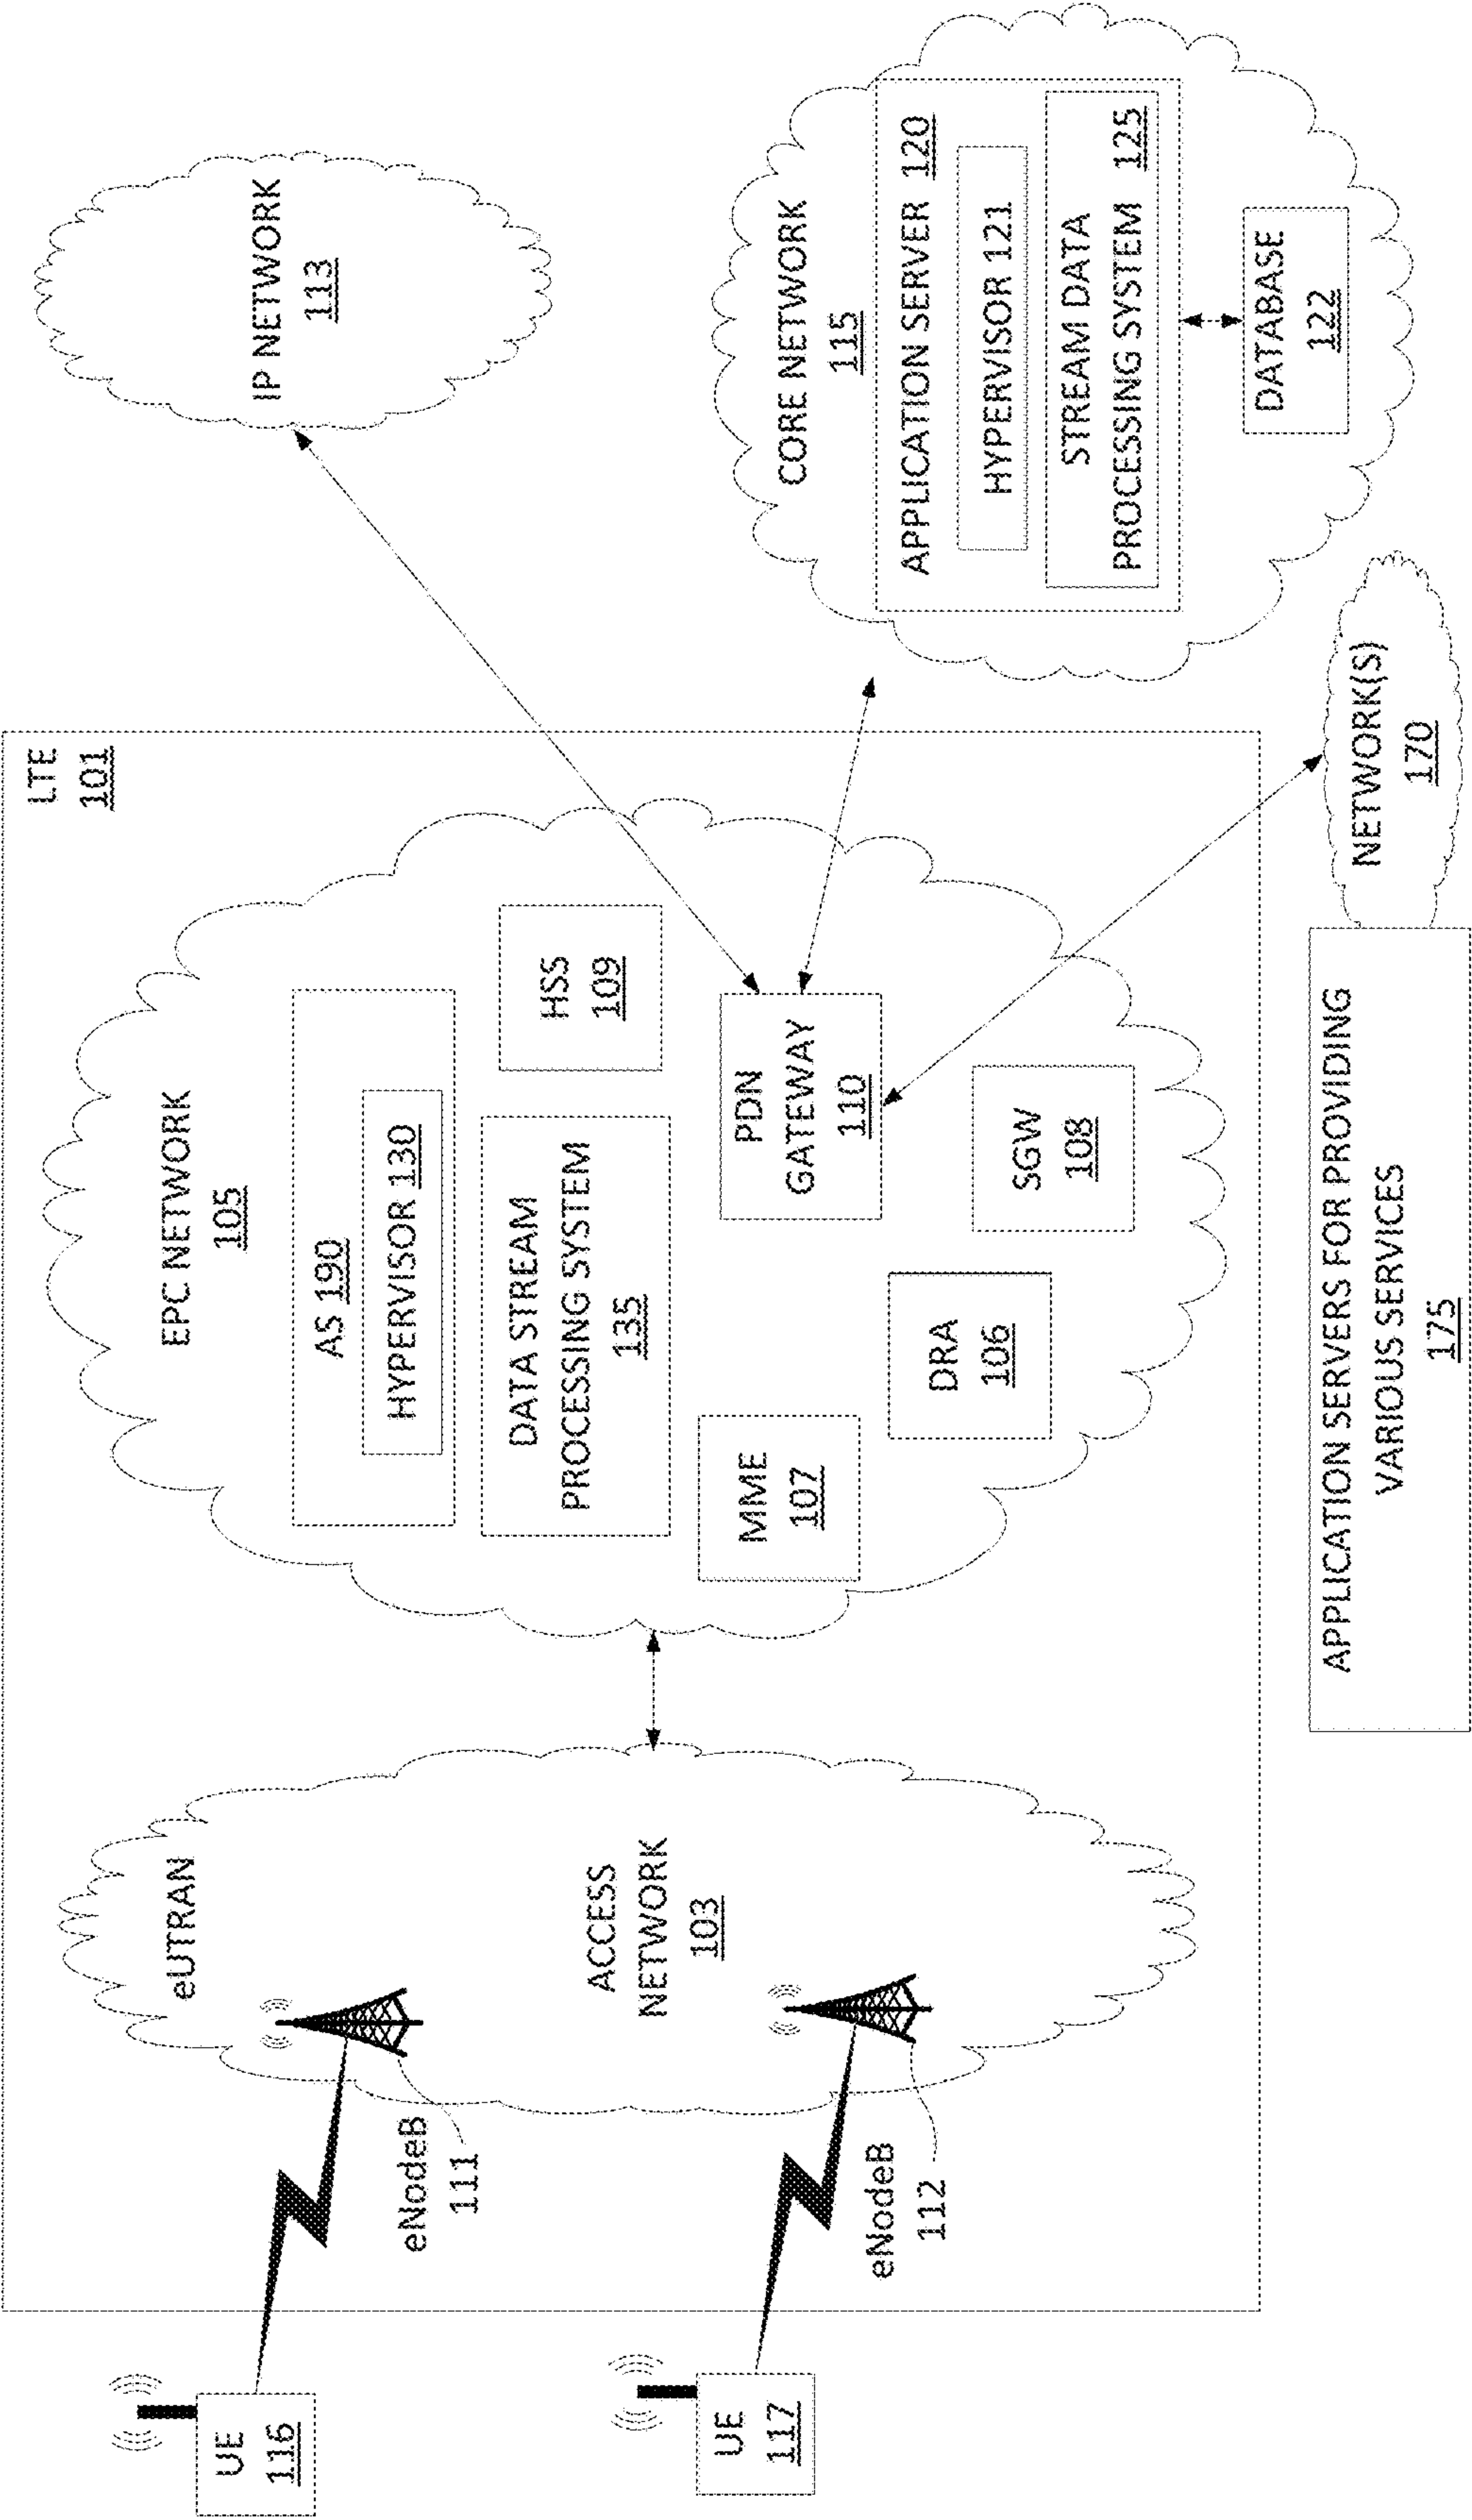 LTE
101
UE
116
UE
117
eNodeB
111
eNodeB
112
eUTRAN
ACCESS
NETWORK
103
EPC NETWORK
105
AS 190
HYPERVISOR 130
DATA STREAM
PROCESSING SYSTEM
135
MME
107
DRA
106
HSS
109
PDN
GATEWAY
110
SGW
108
IP NETWORK
113
CORE NETWORK
115
APPLICATION SERVER 120
HYPERVISOR 121
STREAM DATA
PROCESSING SYSTEM 125
DATABASE
122
NETWORK(S)
170
APPLICATION SERVERS FOR PROVIDING
VARIOUS SERVICES
175